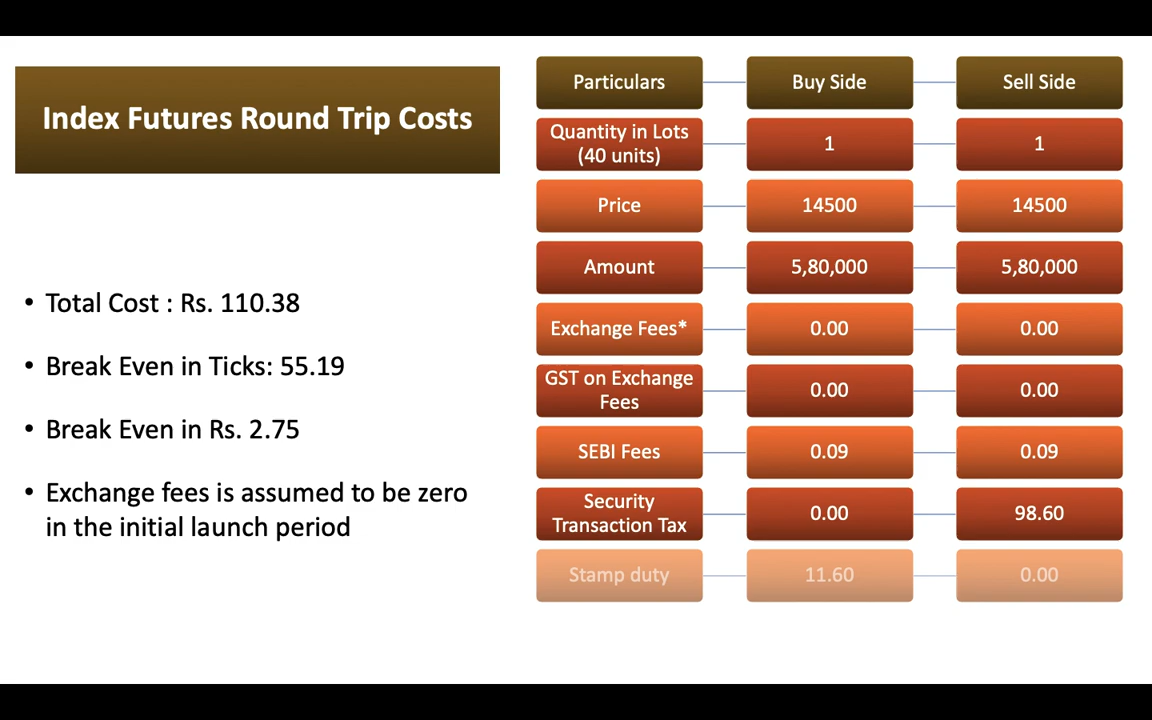 Index Futures Round Trip Costs
• Total Cost : Rs. 110.38
• Break Even in Ticks: 55.19
• Break Even in Rs. 2.75
• Exchange fees is assumed to be zero
in the initial launch period
Particulars Buy Side Sell Side
Quantity in Lots
(40 units) 1 1
Price 14500 14500
Amount 5,80,000 5,80,000
Exchange Fees* 0.00 0.00
GST on Exchange
Fees 0.00 0.00
SEBI Fees 0.09 0.09
Security
Transaction Tax 0.00 98.60
Stamp duty 11.60 0.00